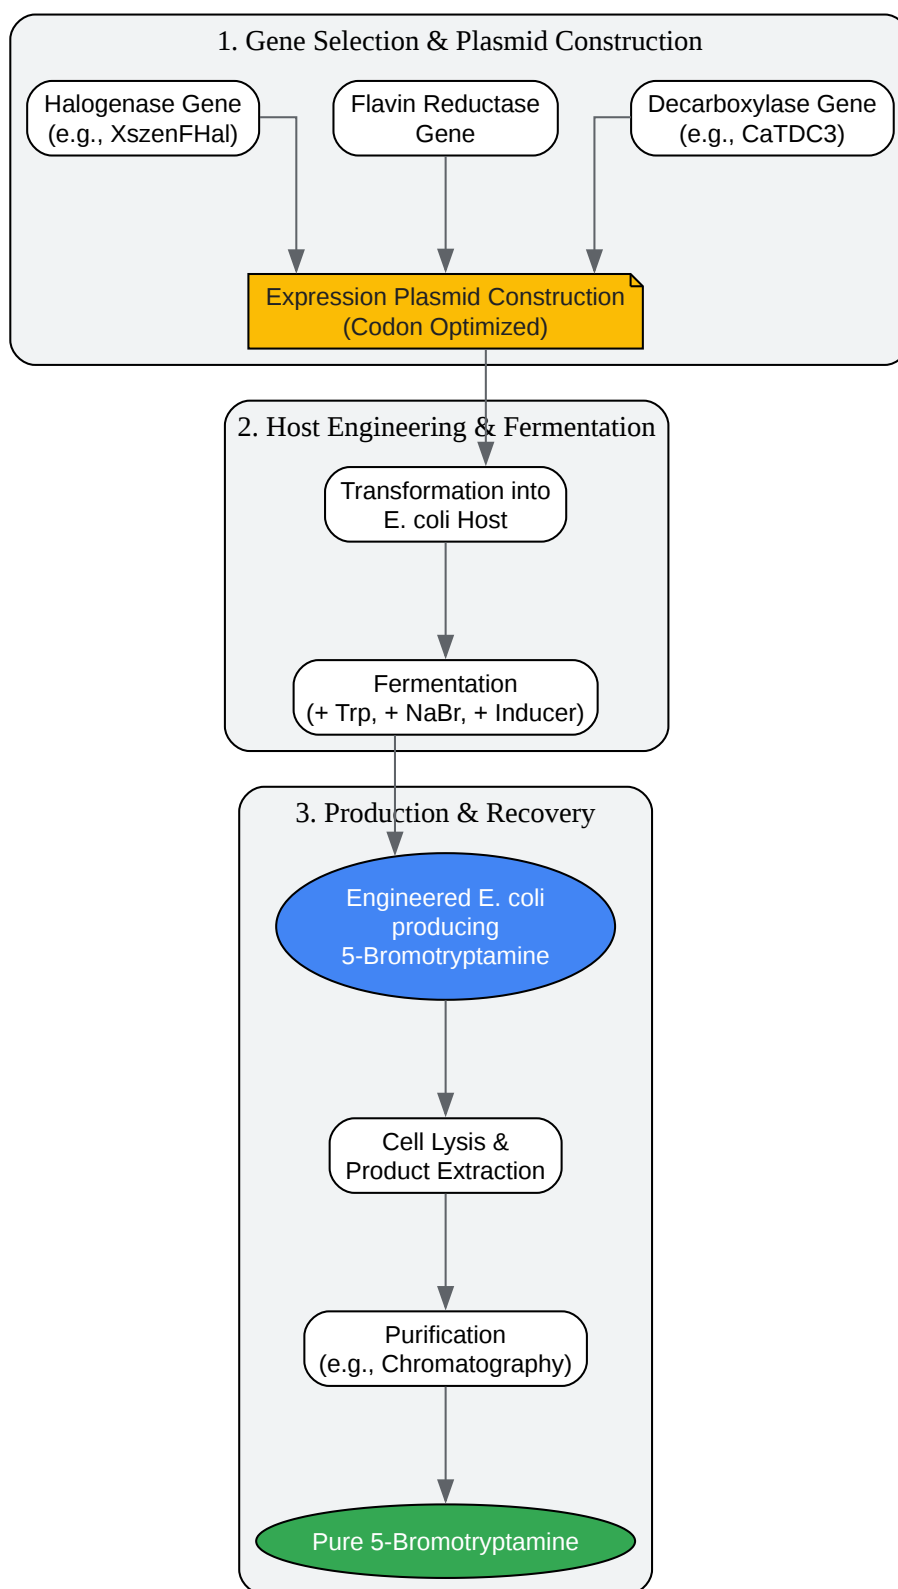 1. Gene Selection & Plasmid Construction
Halogenase Gene
(e.g., XszenFHal)
Flavin Reductase
Gene
Decarboxylase Gene
(e.g., CaTDC3)
Expression Plasmid Construction
(Codon Optimized)
2. Host Engineering & Fermentation
Transformation into
E. coli Host
Fermentation
(+ Trp, + NaBr, + Inducer)
3. Production & Recovery
Engineered E. coli
producing
5-Bromotryptamine
Cell Lysis &
Product Extraction
Purification
(e.g., Chromatography)
Pure 5-Bromotryptamine